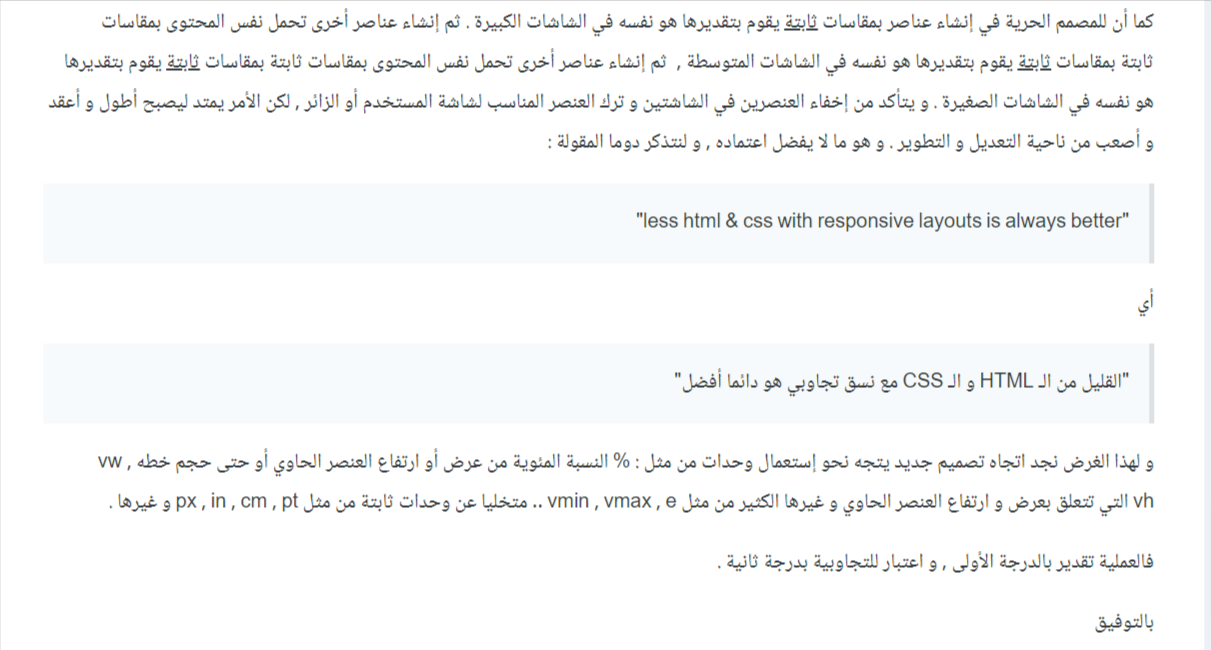 كما أن للمصمم الحرية في إنشاء عناصر بمقاسات ثابتة يقوم بتقديرها هو نفسه في الشاشات الكبيرة . ثم إنشاء عناصر أخرى تحمل نفس المحتوى بمقاسات
ثابتة بمقاسات ثابتة يقوم بتقديرها هو نفسه في الشاشات المتوسطة , ثم إنشاء عناصر أخرى تحمل نفس المحتوى بمقاسات ثابتة بمقاسات ثابتة يقوم بتقديرها
هو نفسه في الشاشات الصغيرة . و يتأكد من إخفاء العنصرين في الشاشتين و ترك العنصر المناسب لشاشة المستخدم أو الزائر , لكن الأمر يمتد ليصبح أطول و أعقد
و أصعب من ناحية التعديل و التطوير . و هو ما لا يفضل اعتماده , و لنتذكر دوما المقولة :
"less html & css with responsive layouts is always better"
أي
"القليل من الـ HTML و الـ CSS مع نسق تجاوبي هو دائما أفضل"
و لهذا الغرض نجد اتجاه تصميم جديد يتجه نحو إستعمال وحدات من مثل : % النسبة المئوية من عرض أو ارتفاع العنصر الحاوي أو حتى حجم خطه , vw
vh التي تتعلق بعرض و ارتفاع العنصر الحاوي و غيرها الكثير من مثل vmin , vmax , e .. متخليا عن وحدات ثابتة من مثل px , in , cm , pt و غيرها .
فالعملية تقدير بالدرجة الأولى , و اعتبار للتجاوبية بدرجة ثانية .
بالتوفيق